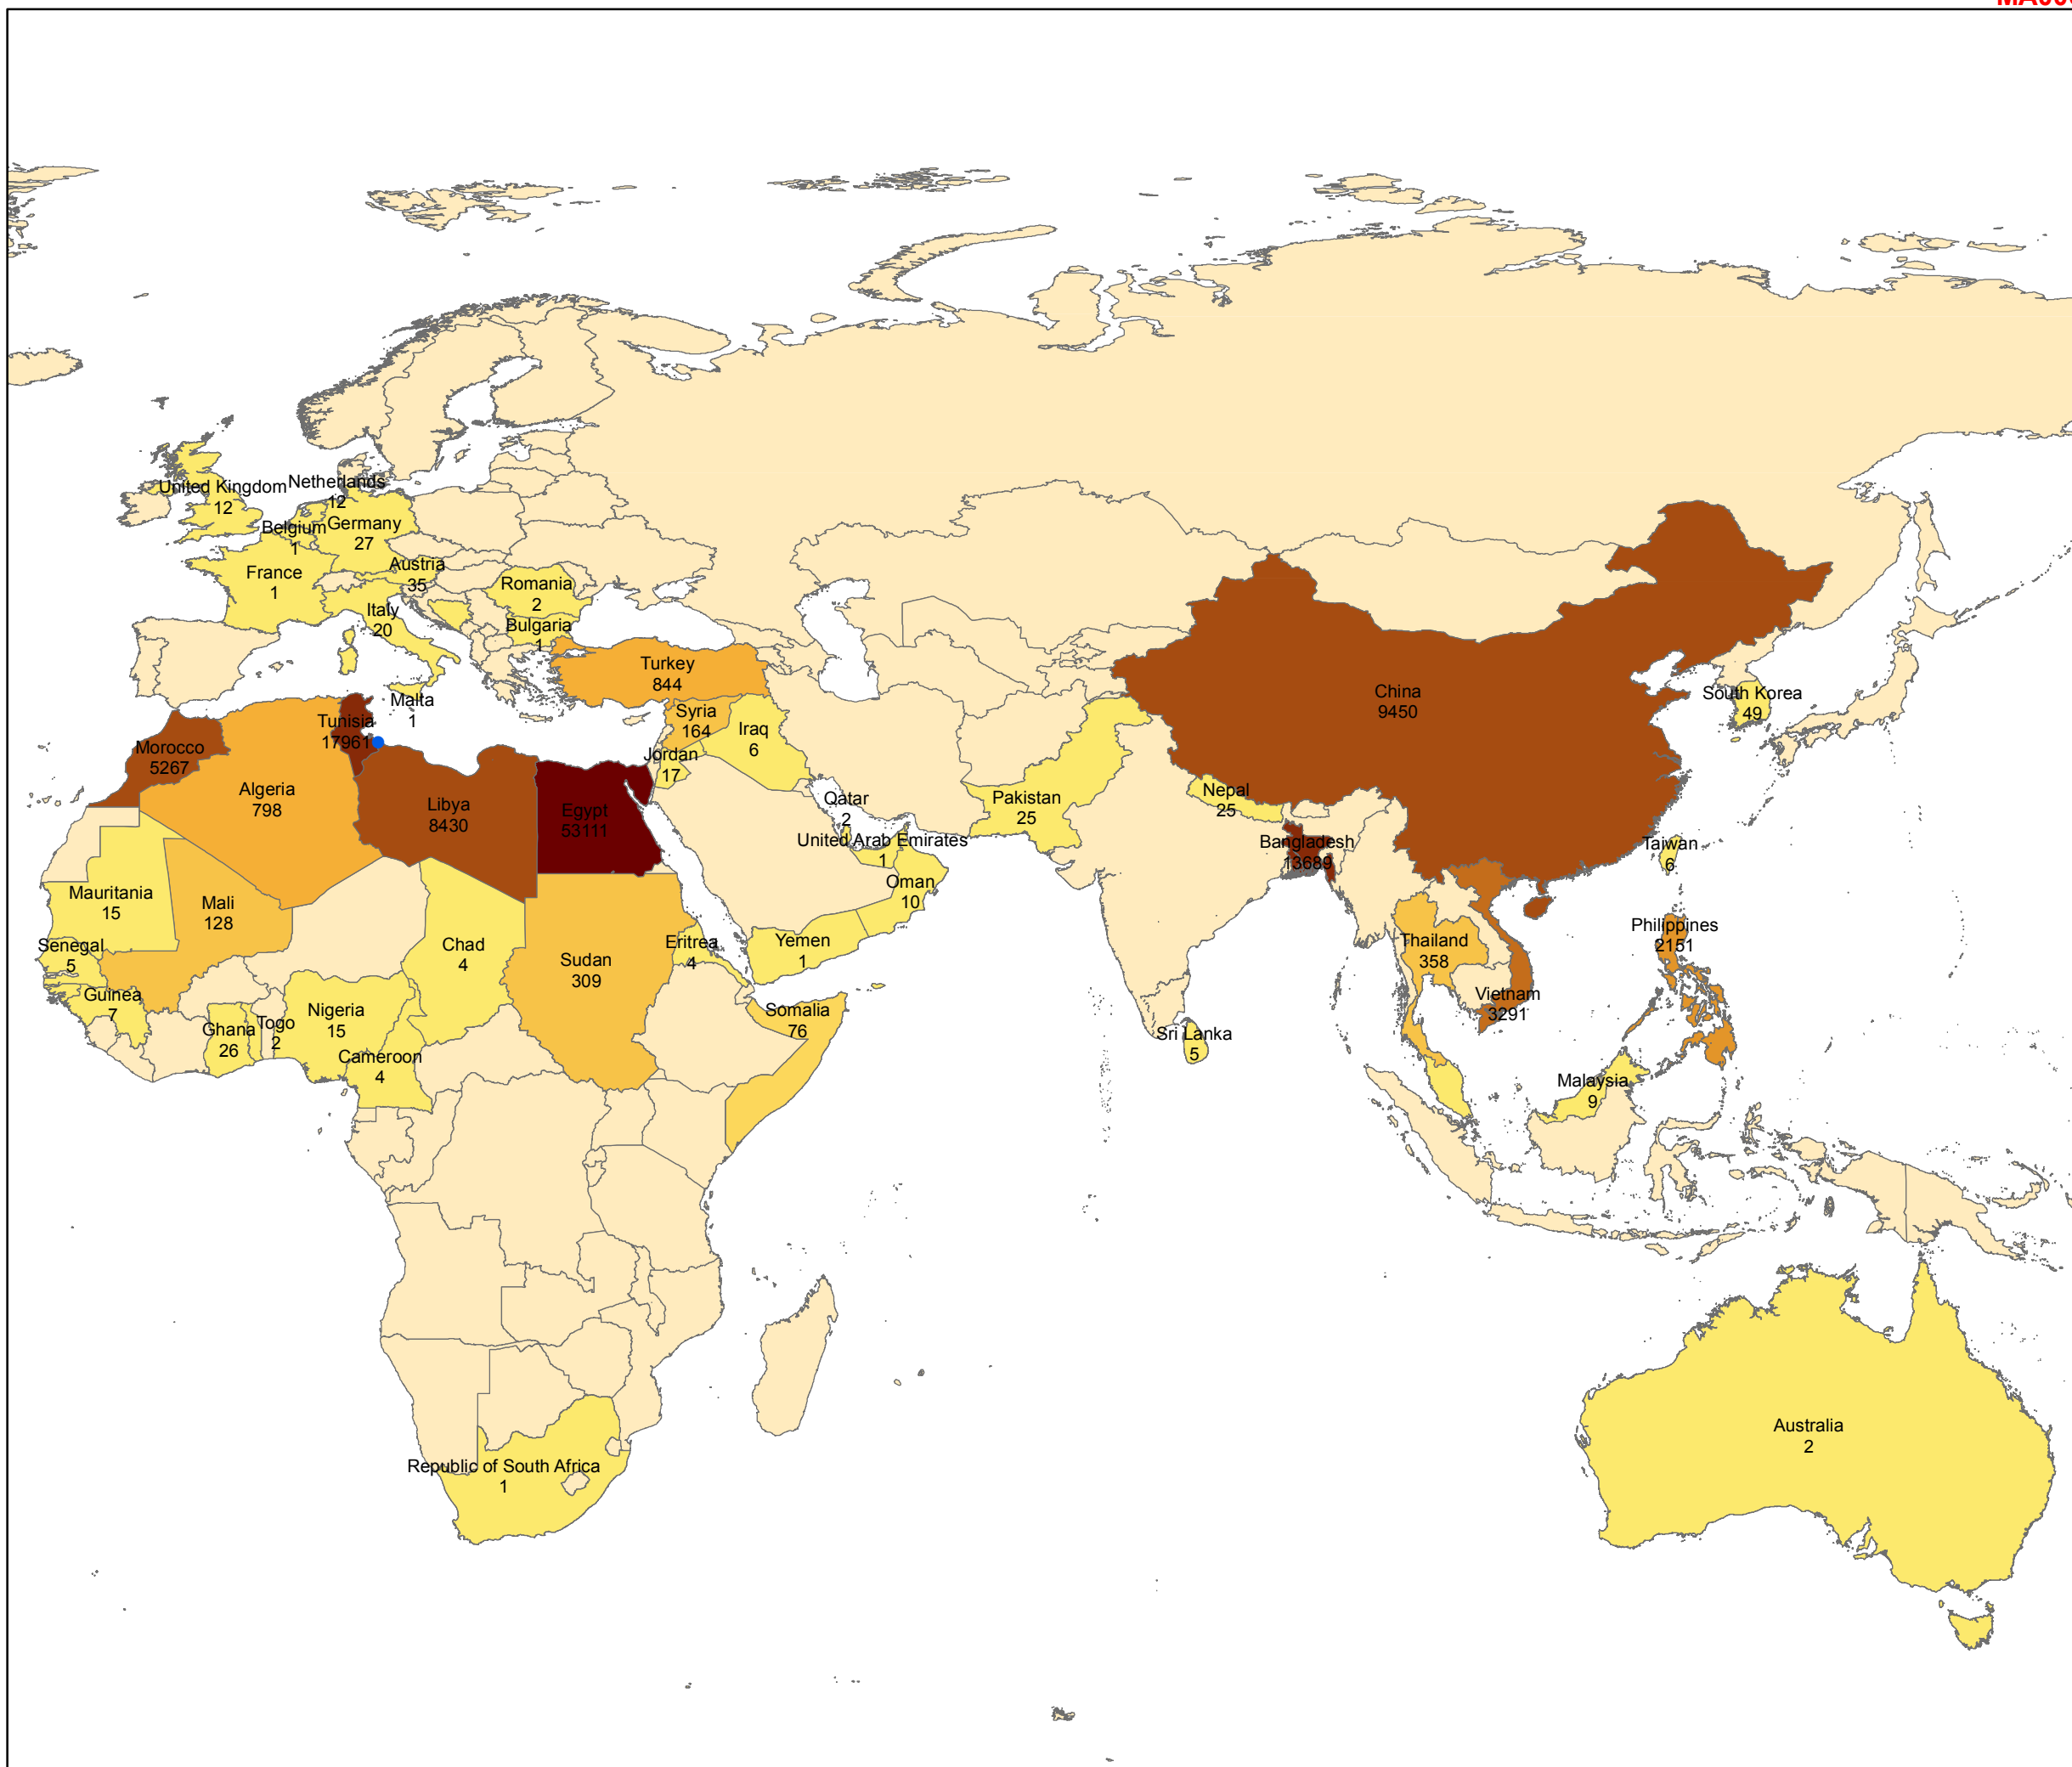 United Kingdom
12
Netherlands
12
Belgium
1
Germany
27
France
1
Austria
35
Romania
2
Italy
20
Bulgaria
1
Turkey
844
Malta
1
Syria
164
Iraq
6
Jordan
17
China
9450
South Korea
49
Tunisia
17961
Morocco
5267
Algeria
798
Libya
8430
Egypt
53111
Qatar
2
United Arab Emirates
1
Oman
10
Pakistan
25
Nepal
25
Bangladesh
13689
Taiwan
6
Mauritania
15
Mali
128
Senegal
5
Guinea
7
Chad
4
Sudan
309
Eritrea
4
Yemen
1
Thailand
358
Philippines
2151
Vietnam
3291
Ghana
26
Togo
2
Nigeria
15
Cameroon
4
Somalia
76
Sri Lanka
5
Malaysia
9
Republic of South Africa
1
Australia
2